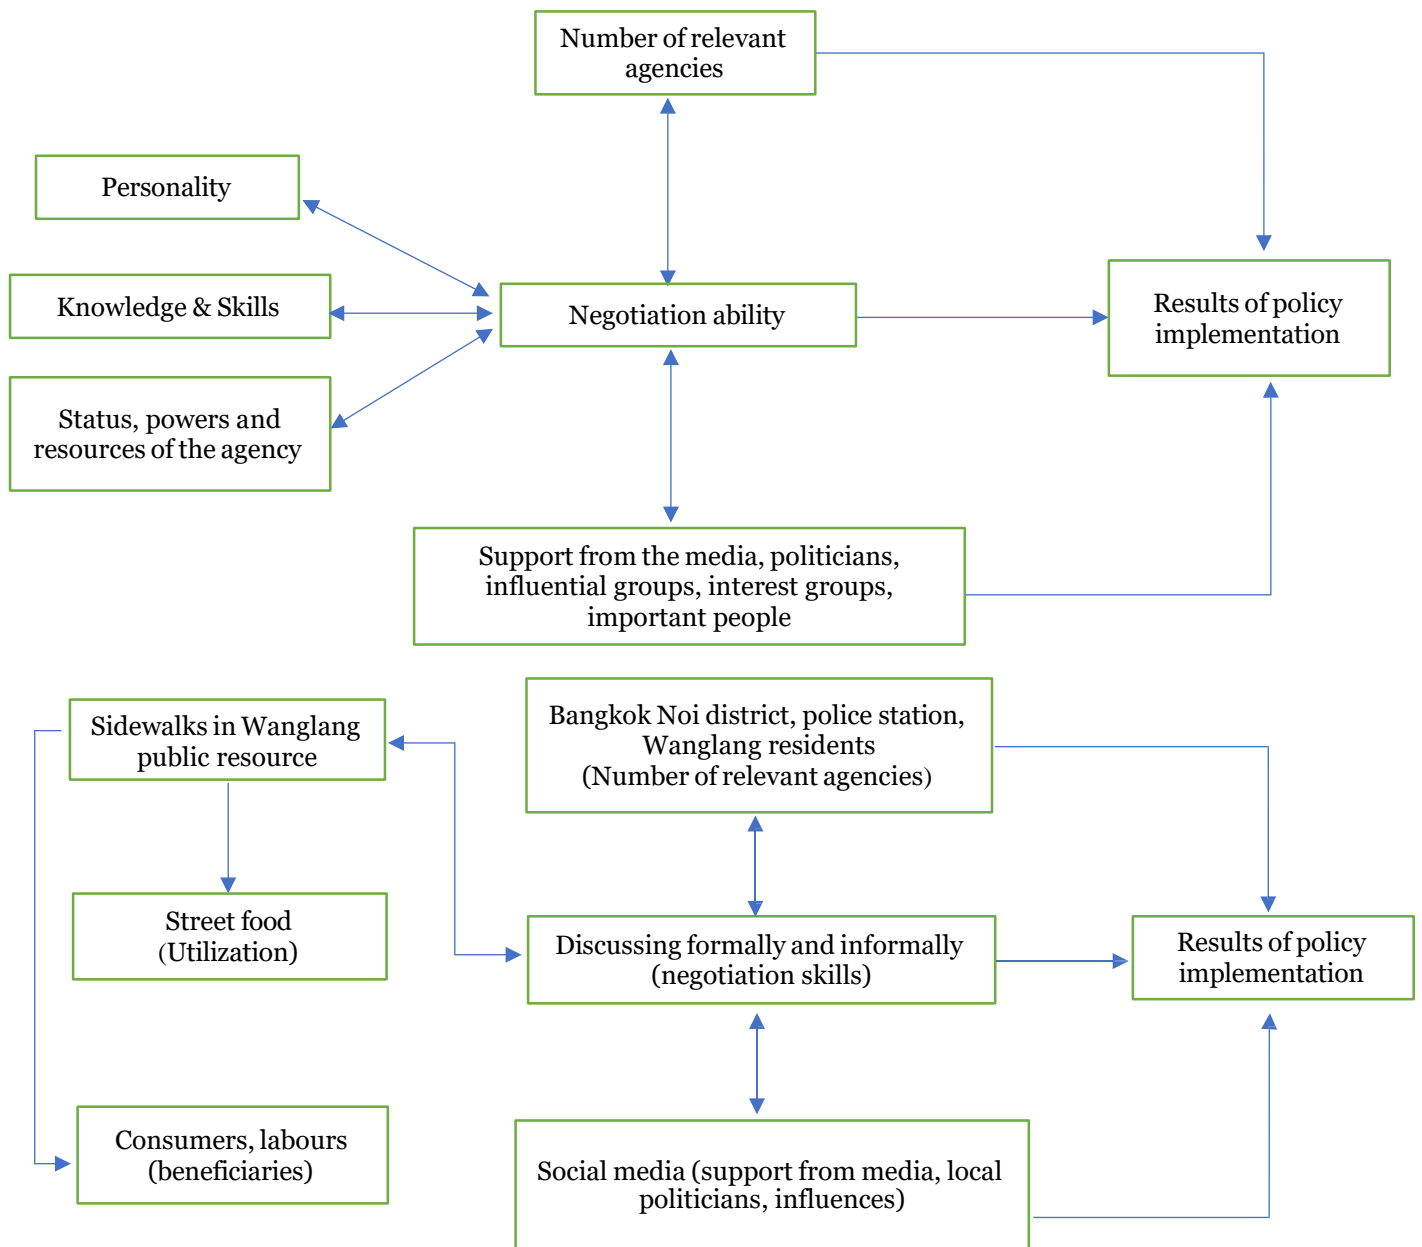 Number of relevant
agencies
Personality
Knowledge & Skills
Negotiation ability
Results of policy
implementation
Status, powers and
resources of the agency
Support from the media, politicians,
influential groups, interest groups,
important people
Sidewalks in Wanglang
public resource
Bangkok Noi district, police station,
Wanglang residents
(Number of relevant agencies)
Street food
(Utilization)
Discussing formally and informally
(negotiation skills)
Results of policy
implementation
Consumers, labours
(beneficiaries)
Social media (support from media, local
politicians, influences)